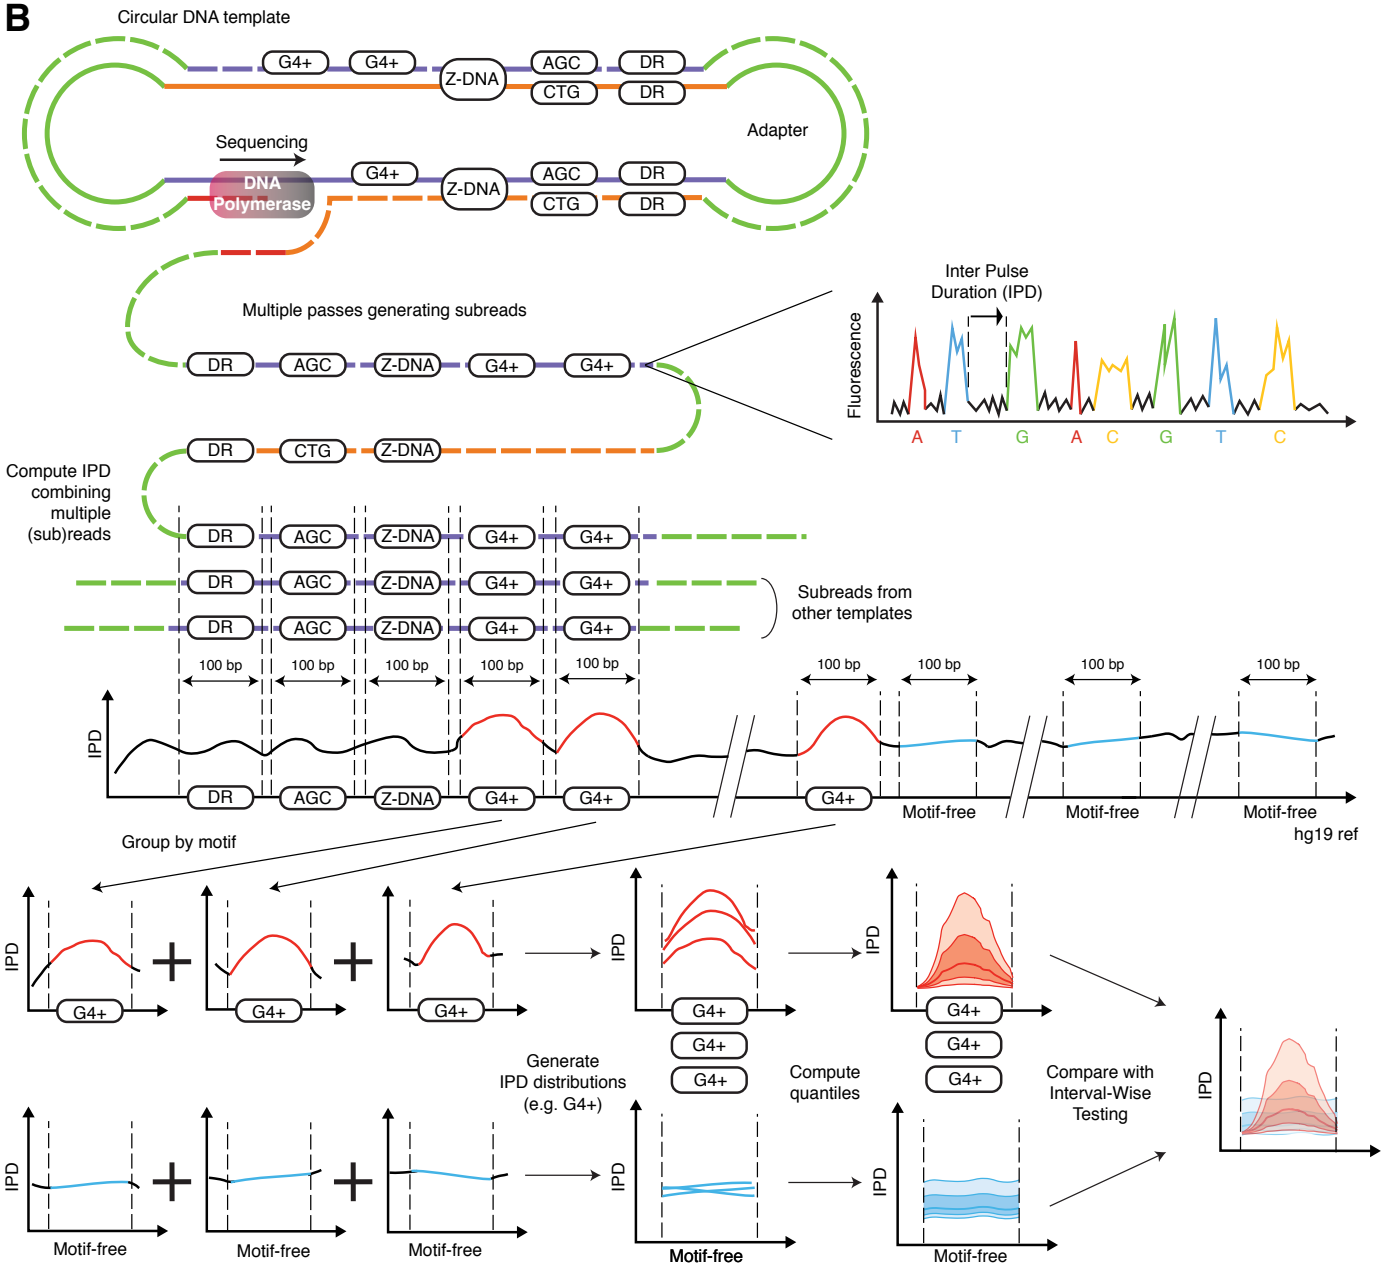 B
Circular DNA template
G4+ G4+ Z-DNA AGC DR
CTG DR
Adapter
Sequencing
DNA
Polymerase
G4+ Z-DNA AGC DR
CTG DR
Multiple passes generating subreads
Inter Pulse
Duration (IPD)
Fluorescence
A T G A C G T C
DR AGC Z-DNA G4+ G4+
DR CTG Z-DNA
Compute IPD
combining
multiple
(sub)reads
DR AGC Z-DNA G4+ G4+
DR AGC Z-DNA G4+ G4+
DR AGC Z-DNA G4+ G4+
Subreads from
other templates
100 bp 100 bp 100 bp 100 bp 100 bp 100 bp 100 bp 100 bp 100 bp
IPD
DR AGC Z-DNA G4+ G4+ G4+ Motif-free Motif-free Motif-free
hg19 ref
Group by motif
IPD IPD IPD IPD IPD
+ +
G4+ G4+ G4+ G4+ G4+
G4+ G4+
G4+ G4+
Generate
IPD distributions
(e.g. G4+)
Compute
quantiles
Compare with
Interval-Wise
Testing
IPD
IPD IPD IPD IPD IPD
+ +
Motif-free Motif-free Motif-free Motif-free Motif-free